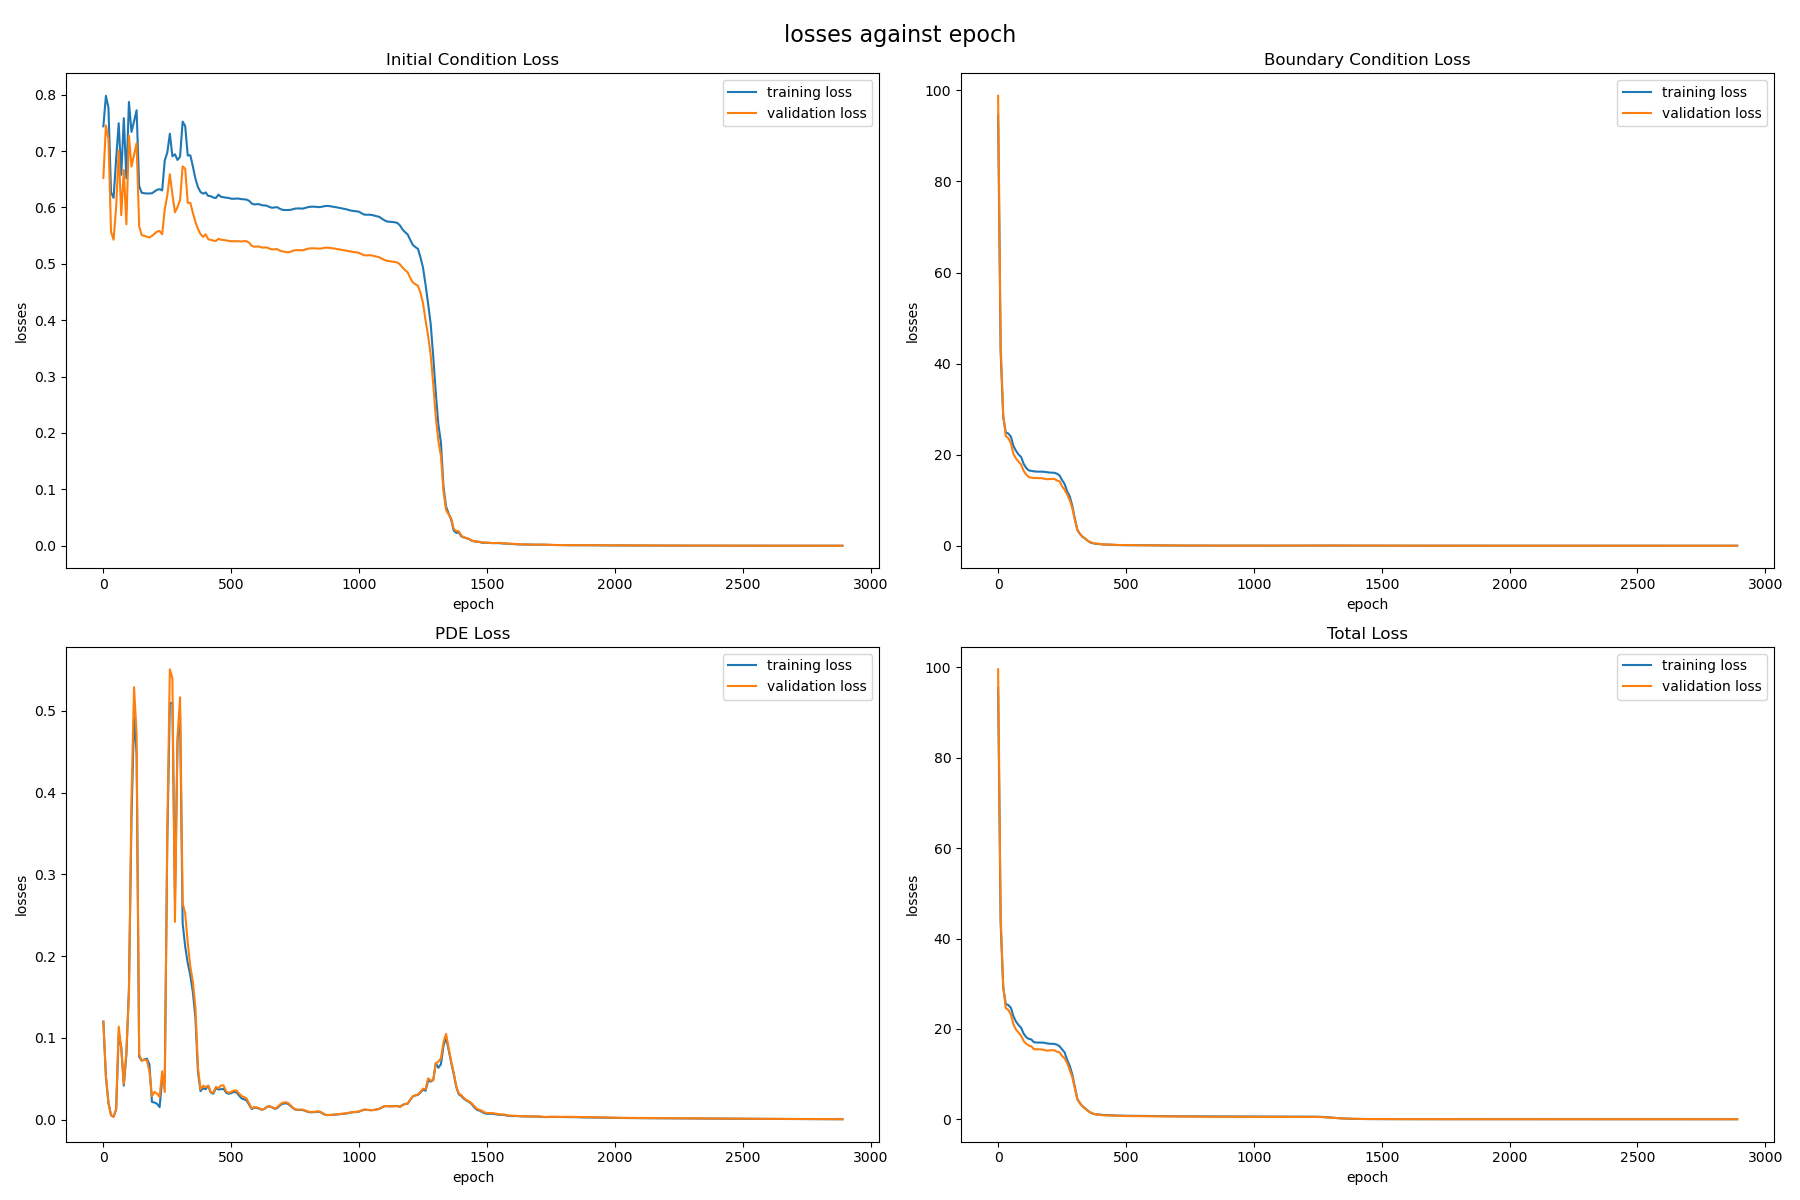 losses against epoch
Initial Condition Loss
losses
0.8
0.7
0.6
0.5
0.4
0.3
0.2
0.1
0.0
training loss
validation loss
0 500 1000 1500 2000 2500 3000
epoch
Boundary Condition Loss
losses
100
80
60
40
20
0
training loss
validation loss
0 500 1000 1500 2000 2500 3000
epoch
PDE Loss
losses
0.5
0.4
0.3
0.2
0.1
0.0
training loss
validation loss
0 500 1000 1500 2000 2500 3000
epoch
Total Loss
losses
100
80
60
40
20
0
training loss
validation loss
0 500 1000 1500 2000 2500 3000
epoch